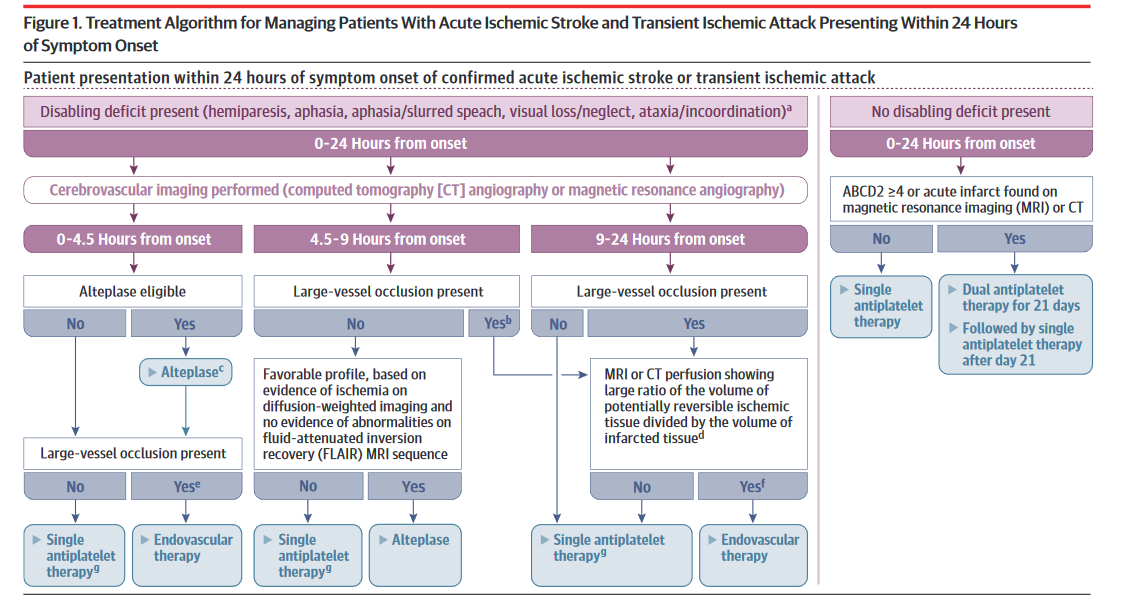 Figure 1. Treatment Algorithm for Managing Patients With Acute Ischemic Stroke and Transient Ischemic Attack Presenting Within 24 Hours
of Symptom Onset
Patient presentation within 24 hours of symptom onset of confirmed acute ischemic stroke or transient ischemic attack
Disabling deficit present (hemiparesis, aphasia, aphasia/slurred speach, visual loss/neglect, ataxia/incoordination)a
0-24 Hours from onset
Cerebrovascular imaging performed (computed tomography [CT] angiography or magnetic resonance angiography)
0-4.5 Hours from onset
Alteplase eligible
No
Yes
Alteplasec
Large-vessel occlusion present
No
Yese
Single
antiplatelet
therapyg
Endovascular
therapy
4.5-9 Hours from onset
Large-vessel occlusion present
No
Yesb
Favorable profile, based on
evidence of ischemia on
diffusion-weighted imaging and
no evidence of abnormalities on
fluid-attenuated inversion
recovery (FLAIR) MRI sequence
No
Yes
Single
antiplatelet
therapyg
Alteplase
9-24 Hours from onset
Large-vessel occlusion present
No
Yes
MRI or CT perfusion showing
large ratio of the volume of
potentially reversible ischemic
tissue divided by the volume of
infarcted tissued
No
Yesf
Single antiplatelet
therapyg
Endovascular
therapy
No disabling deficit present
0-24 Hours from onset
ABCD2 ≥4 or acute infarct found on
magnetic resonance imaging (MRI) or CT
No
Yes
Single
antiplatelet
therapy
Dual antiplatelet
therapy for 21 days
Followed by single
antiplatelet therapy
after day 21